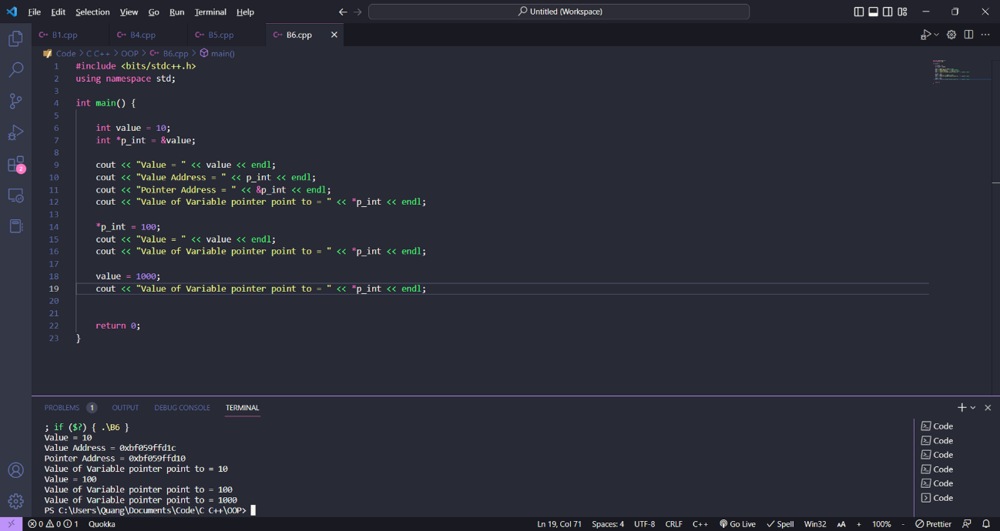 File Edit Selection View Go Run Terminal Help Untitled (Workspace)
B1.cpp B4.cpp B5.cpp B6.cpp
Code > C C++ > OOP > B6.cpp > main()
1 #include <bits/stdc++.h>
2 using namespace std;
3
4 int main() {
5
6 int value = 10;
7 int *p_int = &value;
8
9 cout << "Value = " << value << endl;
10 cout << "Value Address = " << p_int << endl;
11 cout << "Pointer Address = " << &p_int << endl;
12 cout << "Value of Variable pointer point to = " << *p_int << endl;
13
14 *p_int = 100;
15 cout << "Value = " << value << endl;
16 cout << "Value of Variable pointer point to = " << *p_int << endl;
17
18 value = 1000;
19 cout << "Value of Variable pointer point to = " << *p_int << endl;
20
21
22 return 0;
23 }
2
PROBLEMS 1 OUTPUT DEBUG CONSOLE TERMINAL
; if ($?) { .\B6 }
Value = 10
Value Address = 0xbf059ffd1c
Pointer Address = 0xbf059ffd10
Value of Variable pointer point to = 10
Value = 100
Value of Variable pointer point to = 100
Value of Variable pointer point to = 1000
PS C:\Users\Quang\Documents\Code\C C++\OOP>
Code
Code
Code
Code
Code
Code
0 0 1 Quokka Ln 19, Col 71 Spaces: 4 UTF-8 CRLF C++ Go Live Spell Win32 AA + 100% - Prettier